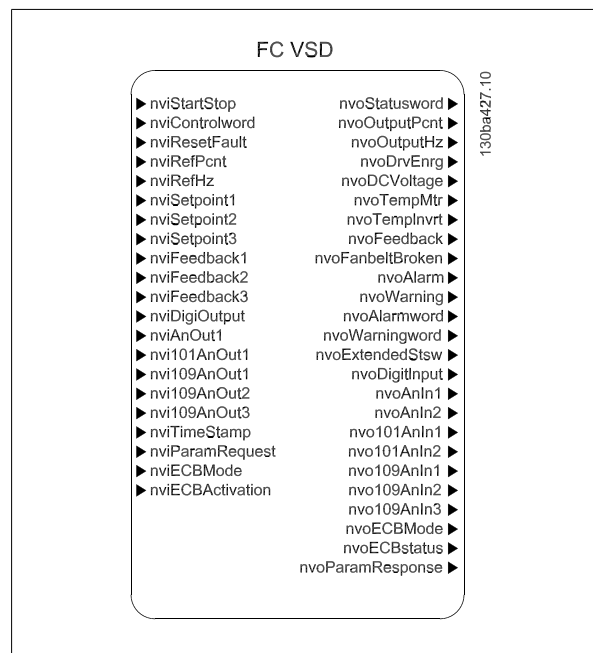 FC VSD
130ba427.10
nviStartStop nvoStatusword
nviControlword nvoOutputPcnt
nviResetFault nvoOutputHz
nviRefPcnt nvoDrvEnrg
nviRefHz nvoDCVoltage
nviSetpoint1 nvoTempMtr
nviSetpoint2 nvoTempInvrt
nviSetpoint3 nvoFeedback
nviFeedback1 nvoFanbeltBroken
nviFeedback2 nvoAlarm
nviFeedback3 nvoWarning
nviDigiOutput nvoAlarmword
nviAnOut1 nvoWarningword
nvi101AnOut1 nvoExtendedStsw
nvi109AnOut1 nvoDigitInput
nvi109AnOut2 nvoAnIn1
nvi109AnOut3 nvoAnIn2
nviTimeStamp nvo101AnIn1
nviParamRequest nvo101AnIn2
nviECBMode nvo109AnIn1
nviECBActivation nvo109AnIn2
nvo109AnIn3
nvoECBMode
nvoECBstatus
nvoParamResponse